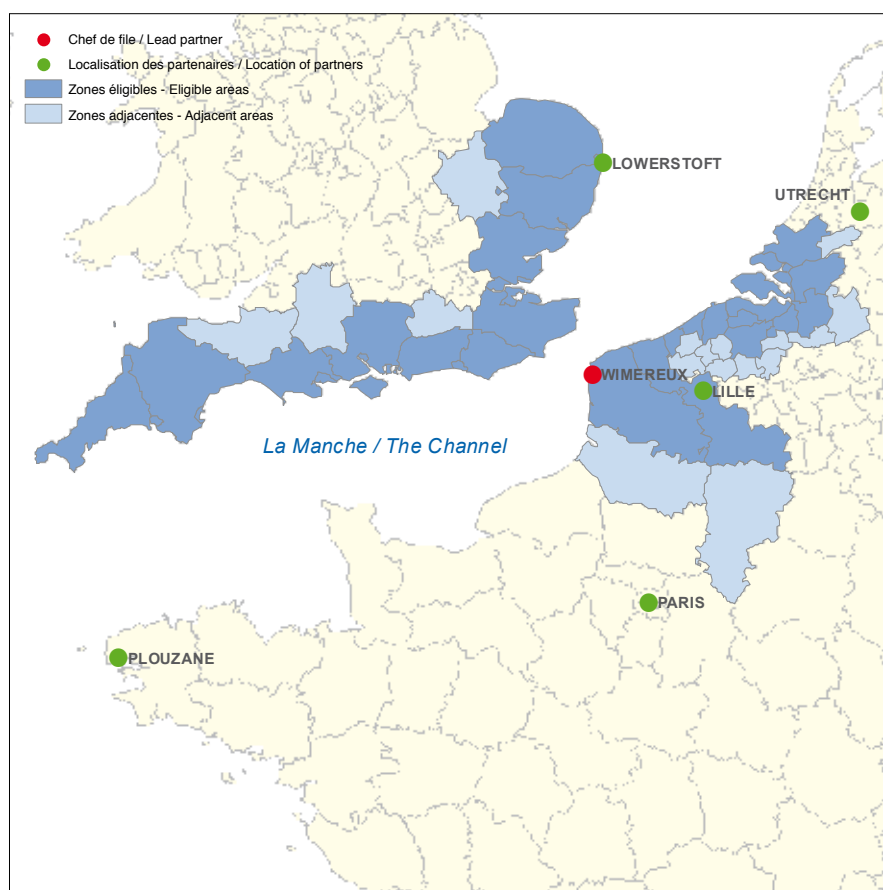 Chef de file / Lead partner
Localisation des partenaires / Location of partners
Zones éligibles - Eligible areas
Zones adjacentes - Adjacent areas
LOWERSTOFT
UTRECHT
WIMEREUX
LILLE
La Manche / The Channel
PARIS
PLOUZANE